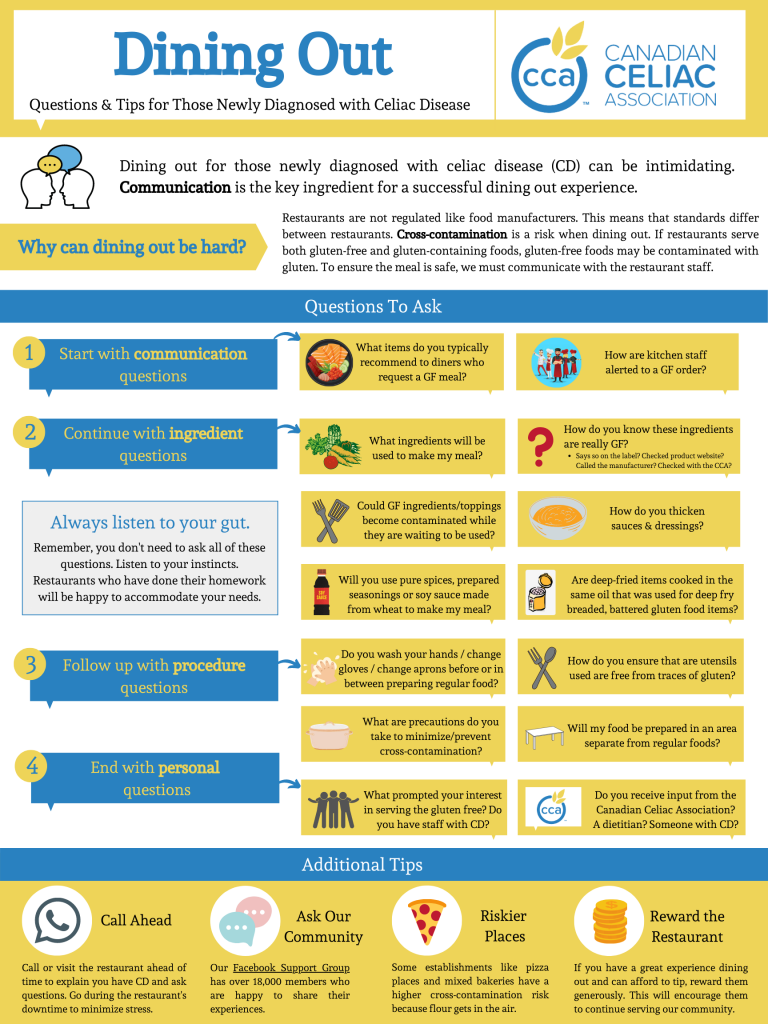 Dining Out
Questions & Tips for Those Newly Diagnosed with Celiac Disease
cca
™
CANADIAN
CELIAC
ASSOCIATION
Dining out for those newly diagnosed with celiac disease (CD) can be intimidating.
Communication is the key ingredient for a successful dining out experience.
Why can dining out be hard?
Restaurants are not regulated like food manufacturers. This means that standards differ
between restaurants. Cross-contamination is a risk when dining out. If restaurants serve
both gluten-free and gluten-containing foods, gluten-free foods may be contaminated with
gluten. To ensure the meal is safe, we must communicate with the restaurant staff.
Questions To Ask
1
Start with communication
questions
What items do you typically
recommend to diners who
request a GF meal?
How are kitchen staff
alerted to a GF order?
2
Continue with ingredient
questions
What ingredients will be
used to make my meal?
?
How do you know these ingredients
are really GF?
• Says so on the label? Checked product website?
Called the manufacturer? Checked with the CCA?
Could GF ingredients/toppings
become contaminated while
they are waiting to be used?
How do you thicken
sauces & dressings?
Always listen to your gut.
Remember, you don't need to ask all of these
questions. Listen to your instincts.
Restaurants who have done their homework
will be happy to accommodate your needs.
SOY
SAUCE
Will you use pure spices, prepared
seasonings or soy sauce made
from wheat to make my meal?
Are deep-fried items cooked in the
same oil that was used for deep fry
breaded, battered gluten food items?
3
Follow up with procedure
questions
Do you wash your hands / change
gloves / change aprons before or in
between preparing regular food?
How do you ensure that are utensils
used are free from traces of gluten?
What are precautions do you
take to minimize/prevent
cross-contamination?
Will my food be prepared in an area
separate from regular foods?
4
End with personal
questions
What prompted your interest
in serving the gluten free? Do
you have staff with CD?
cca
Do you receive input from the
Canadian Celiac Association?
A dietitian? Someone with CD?
Additional Tips
Call Ahead
Call or visit the restaurant ahead of
time to explain you have CD and ask
questions. Go during the restaurant's
downtime to minimize stress.
Ask Our
Community
Our Facebook Support Group
has over 18,000 members who
are happy to share their
experiences.
Riskier
Places
Some establishments like pizza
places and mixed bakeries have a
higher cross-contamination risk
because flour gets in the air.
Reward the
Restaurant
If you have a great experience dining
out and can afford to tip, reward them
generously. This will encourage them
to continue serving our community.